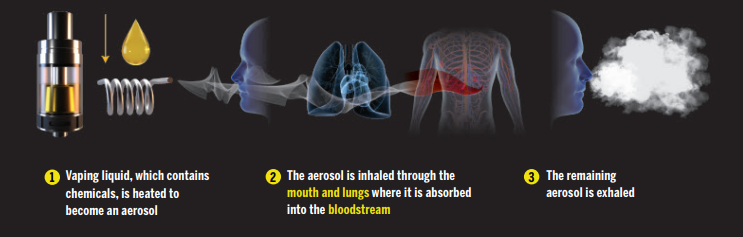 1 Vaping liquid, which contains
chemicals, is heated to
become an aerosol
2 The aerosol is inhaled through the
mouth and lungs where it is absorbed
into the bloodstream
3 The remaining
aerosol is exhaled